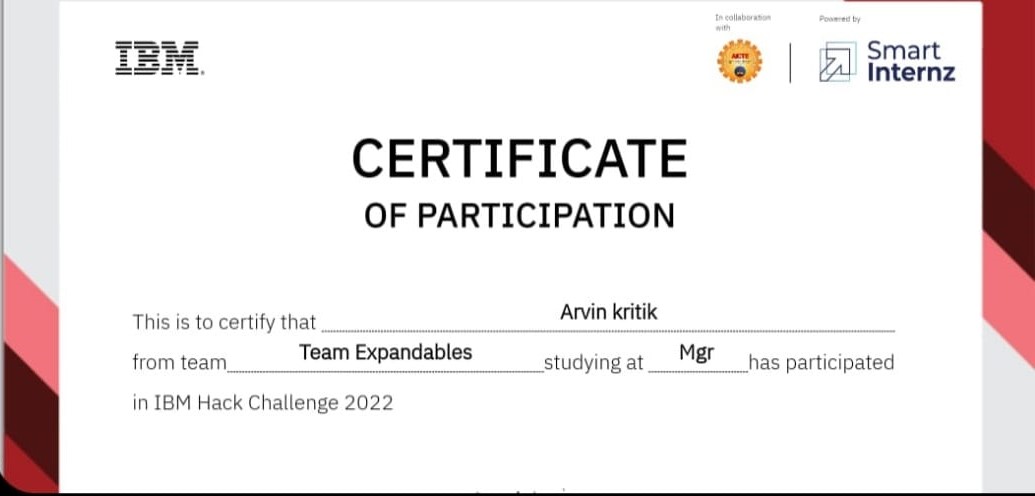 In collaboration
with
Powered by
IBM.
AICTE
Smart
Internz
CERTIFICATE
OF PARTICIPATION
This is to certify that Arvin kritik
from team Team Expandables studying at Mgr has participated
in IBM Hack Challenge 2022